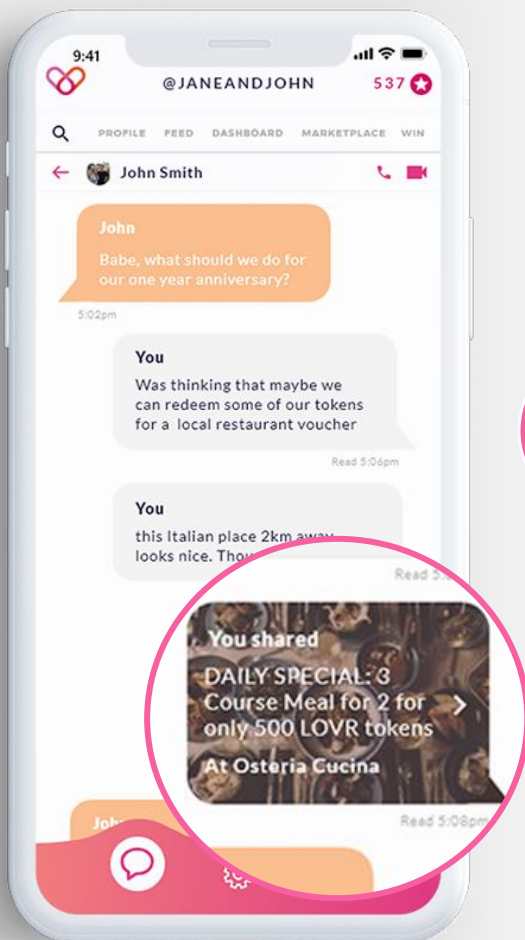 9:41
@JANEANDJOHN
537
PROFILE FEED DASHBOARD MARKETPLACE WIN
John Smith
John
Babe, what should we do for
our one year anniversary?
5:02pm
You
Was thinking that maybe we
can redeem some of our tokens
for a local restaurant voucher
Read 5:06pm
You
this Italian place 2km away
looks nice.
Read
You shared
DAILY SPECIAL: 3
Course Meal for 2 for
only 500 LOVR tokens
At Osteria Cucina
Read 5:08pm